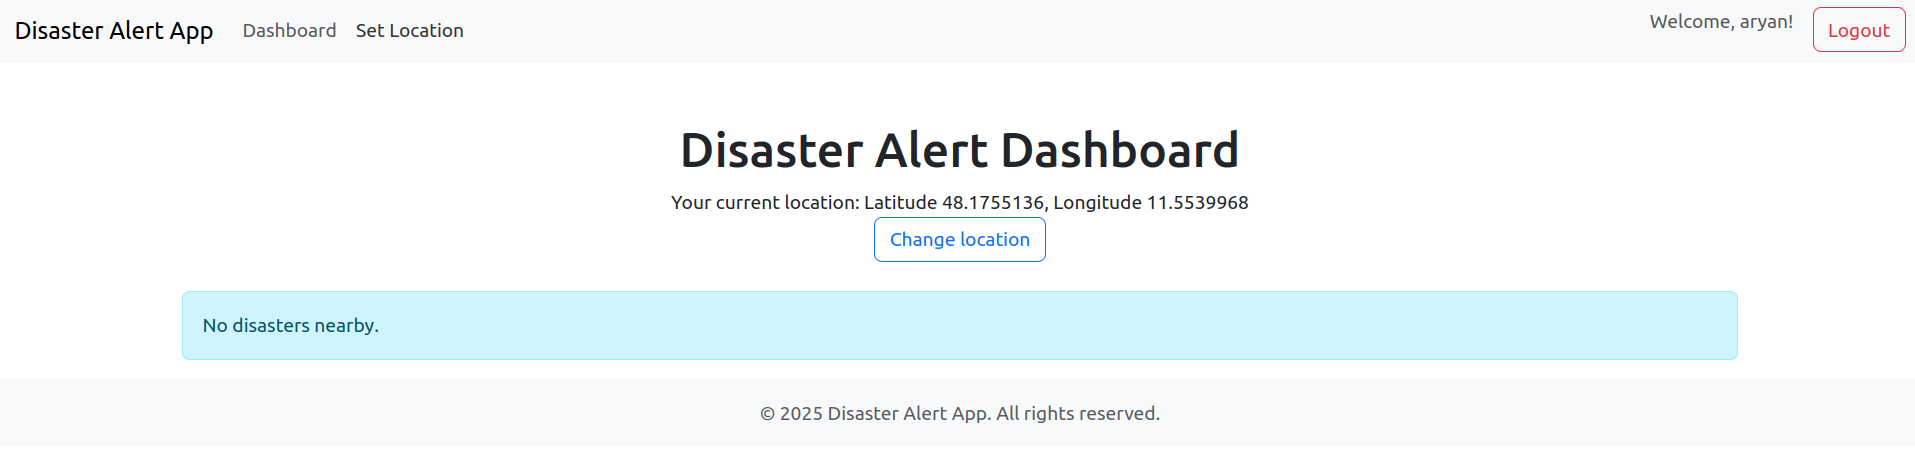 Disaster Alert App Dashboard Set Location Welcome, aryan! Logout
Disaster Alert Dashboard
Your current location: Latitude 48.1755136, Longitude 11.5539968
Change location
No disasters nearby.
© 2025 Disaster Alert App. All rights reserved.